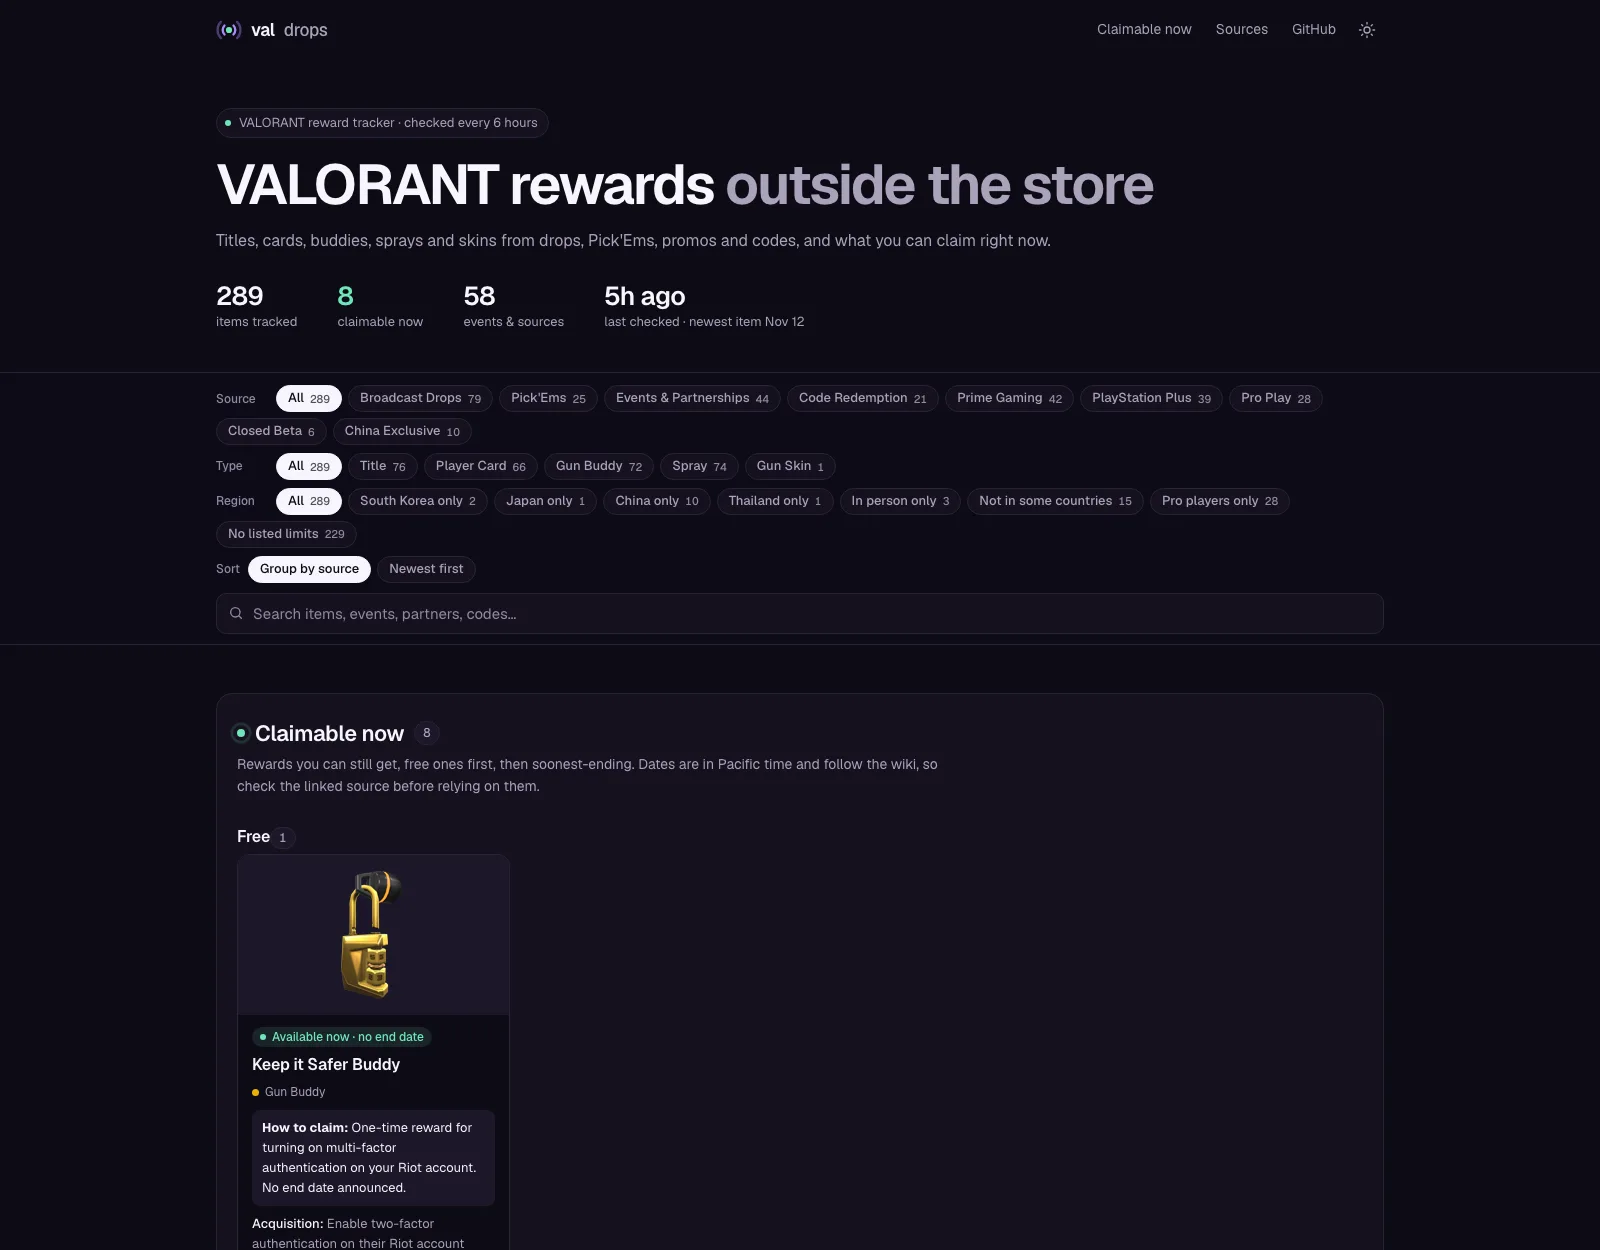 val drops
Claimable now Sources GitHub
VALORANT reward tracker · checked every 6 hours
VALORANT rewards outside the store
Titles, cards, buddies, sprays and skins from drops, Pick'Ems, promos and codes, and what you can claim right now.
289 8 58 5h ago
items tracked claimable now events & sources last checked · newest item Nov 12
Source All 289 Broadcast Drops 79 Pick'Ems 25 Events & Partnerships 44 Code Redemption 21 Prime Gaming 42 PlayStation Plus 39 Pro Play 28
Closed Beta 6 China Exclusive 10
Type All 289 Title 76 Player Card 66 Gun Buddy 72 Spray 74 Gun Skin 1
Region All 289 South Korea only 2 Japan only 1 China only 10 Thailand only 1 In person only 3 Not in some countries 15 Pro players only 28
No listed limits 229
Sort Group by source Newest first
Search items, events, partners, codes…
Claimable now 8
Rewards you can still get, free ones first, then soonest-ending. Dates are in Pacific time and follow the wiki, so
check the linked source before relying on them.
Free 1
Available now · no end date
Keep it Safer Buddy
Gun Buddy
How to claim: One-time reward for
turning on multi-factor
authentication on your Riot account.
No end date announced.
Acquisition: Enable two-factor
authentication on their Riot account